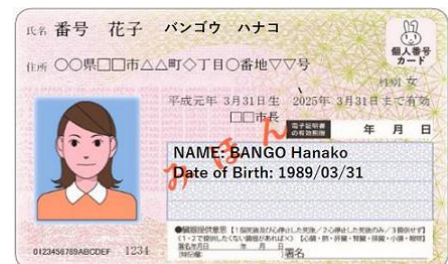 氏名 番号 花子 バンゴウ ハナコ
個人番号
カード
住所 ○○県□□市△△町◇丁目○番地▽▽号
性別 女
平成元年 3月31日生 2025年 3月31日まで有効
□□市長
電子証明書
の有効期限
年 月 日
みほん
NAME: BANGO Hanako
Date of Birth: 1989/03/31
0123456789ABCDEF 1234
署名